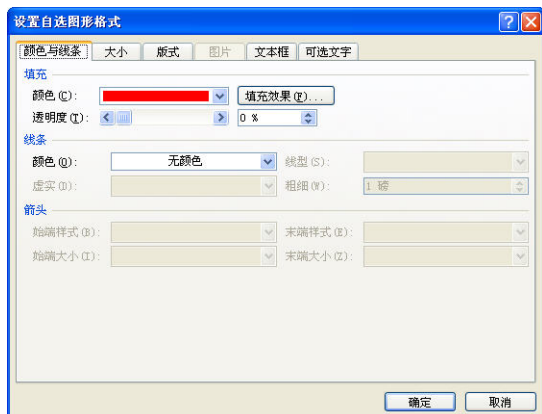 设置自选图形格式
颜色与线条 大小 版式 图片 文本框 可选文字
填充
颜色(C): 填充效果(F)...
透明度(T): 0 %
线条
颜色(O): 无颜色 线型(S):
虚实(D): 粗细(W): 1 磅
箭头
始端样式(B): 末端样式(E):
始端大小(I): 末端大小(Z):
确定 取消